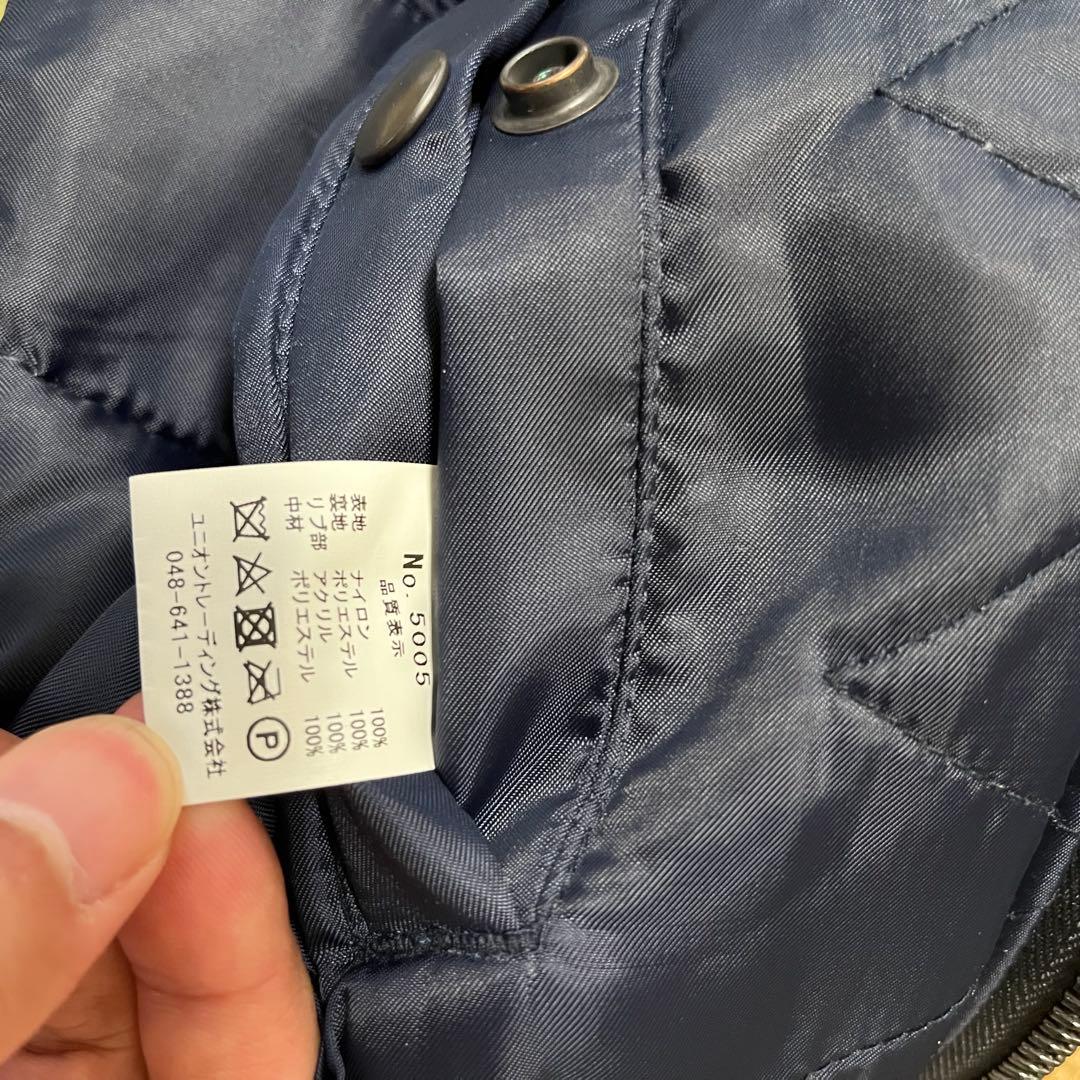 No. 5005
品質表示
表地 ナイロン 100%
裏地 ポリエステル 100%
リブ部 アクリル 100%
中材 ポリエステル 100%
P
ユニオントレーディング株式会社
048-641-1388